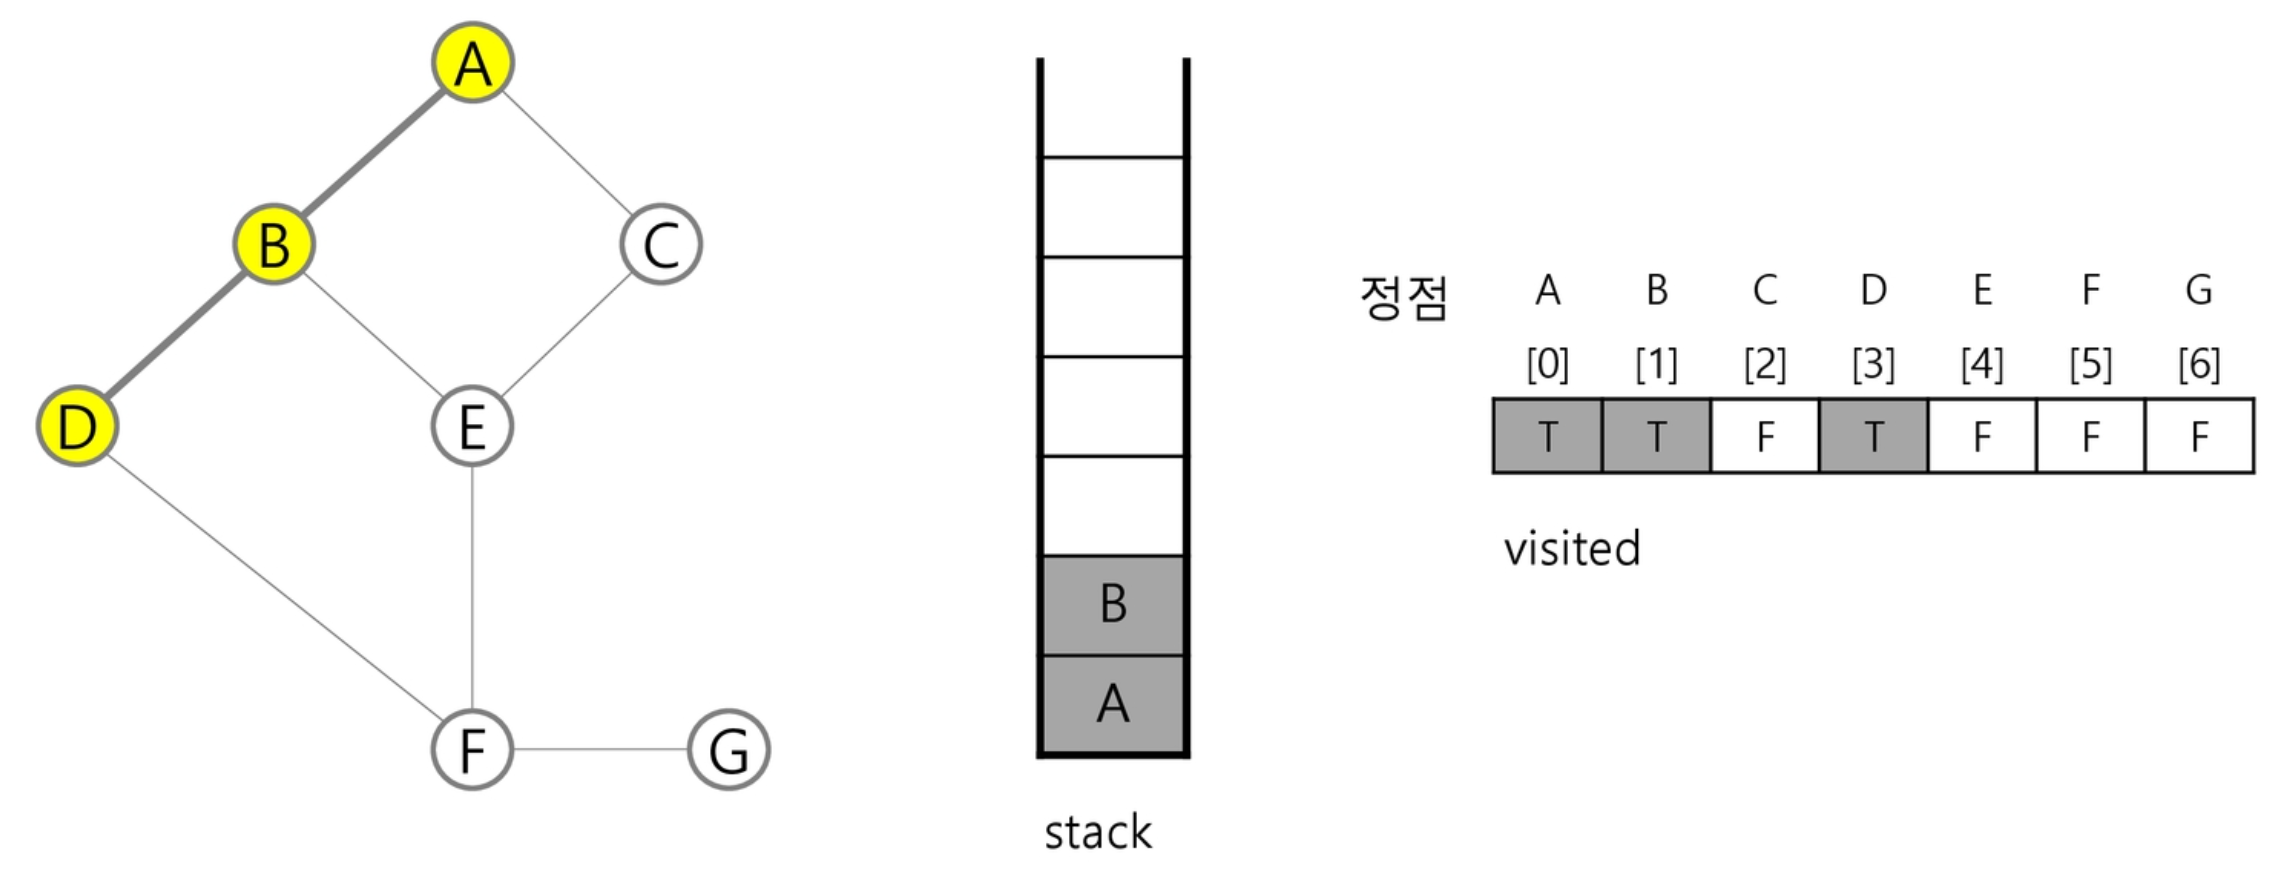 A
B
C
D
E
F
G
B
A
stack
정점 A B C D E F G
[0] [1] [2] [3] [4] [5] [6]
T T F T F F F
visited